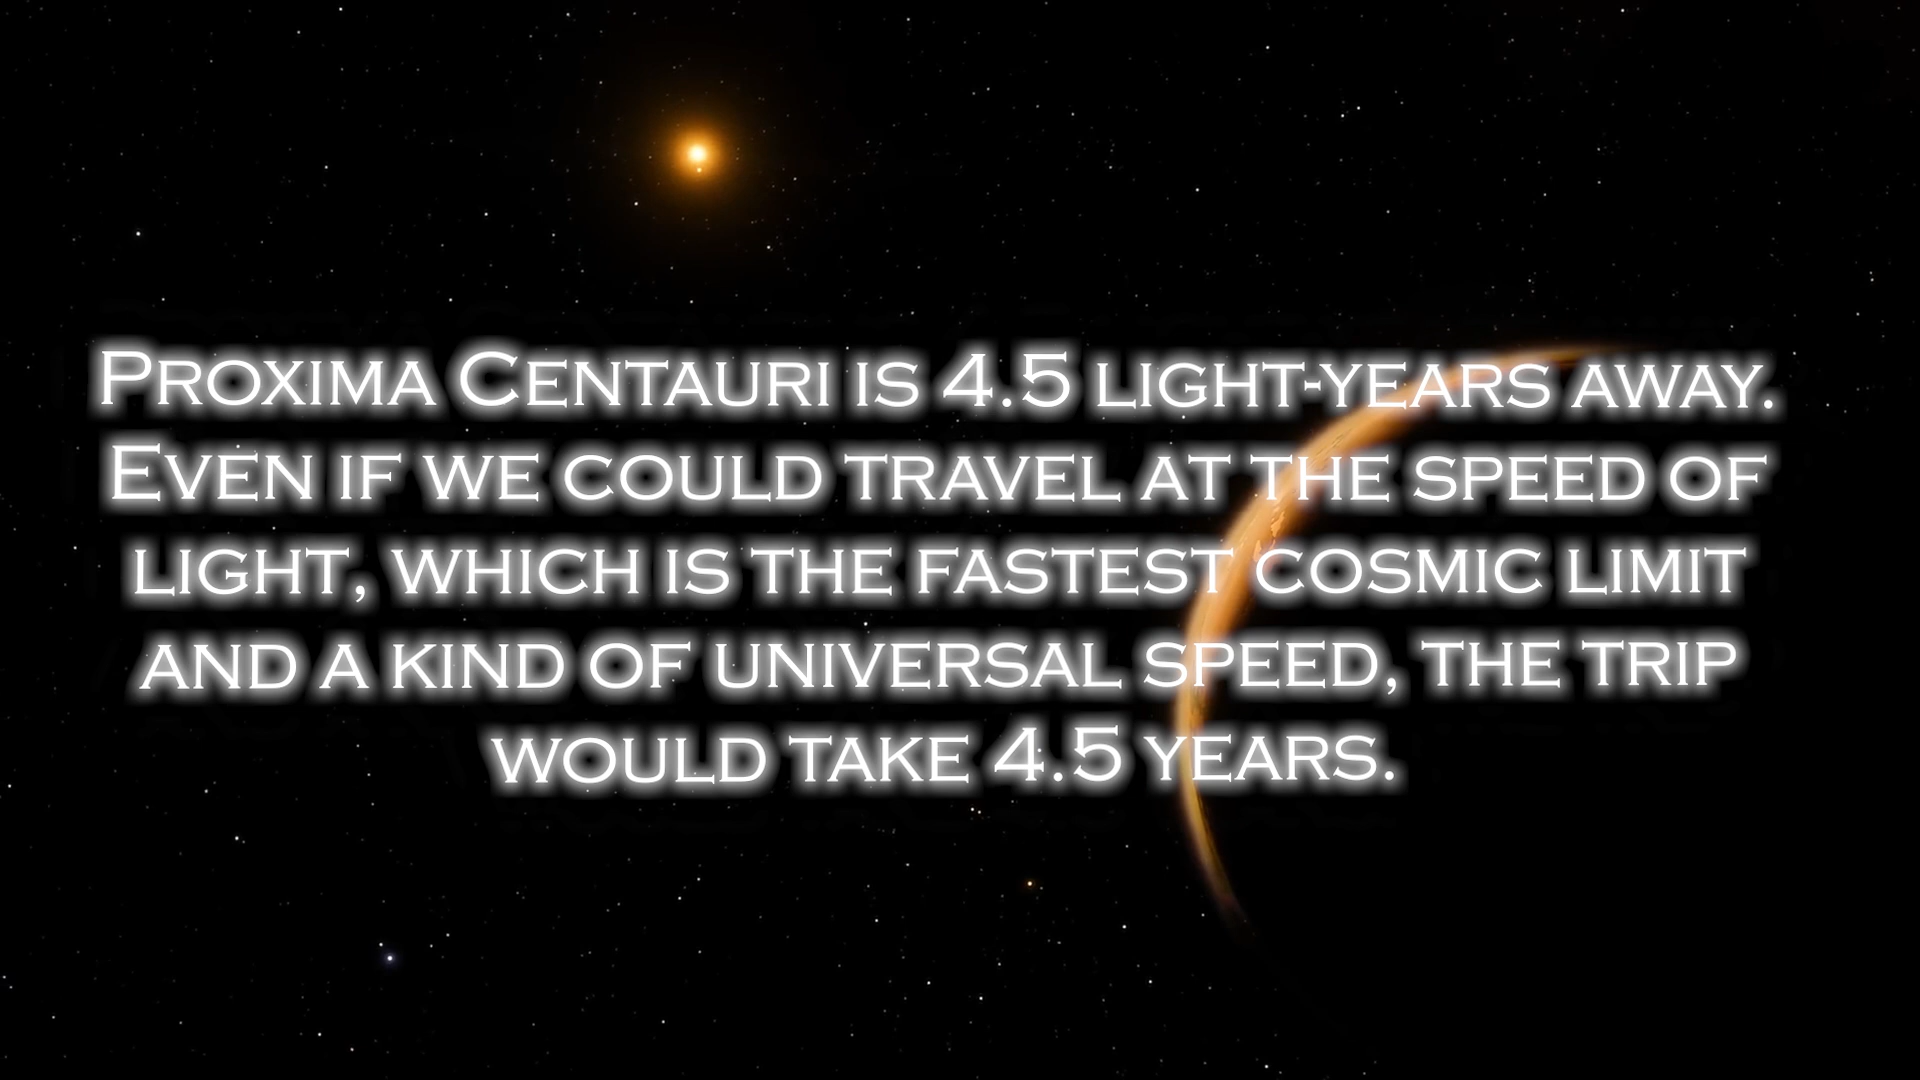 Proxima Centauri is 4.5 light-years away.
Even if we could travel at the speed of
light, which is the fastest cosmic limit
and a kind of universal speed, the trip
would take 4.5 years.